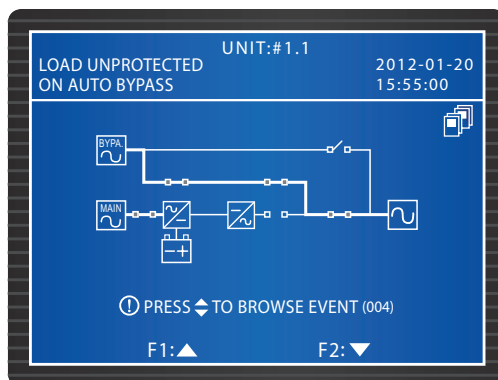 UNIT:#1.1
LOAD UNPROTECTED
2012-01-20
ON AUTO BYPASS
15:55:00
BYPA.
MAIN
! PRESS TO BROWSE EVENT (004)
F1:
F2: